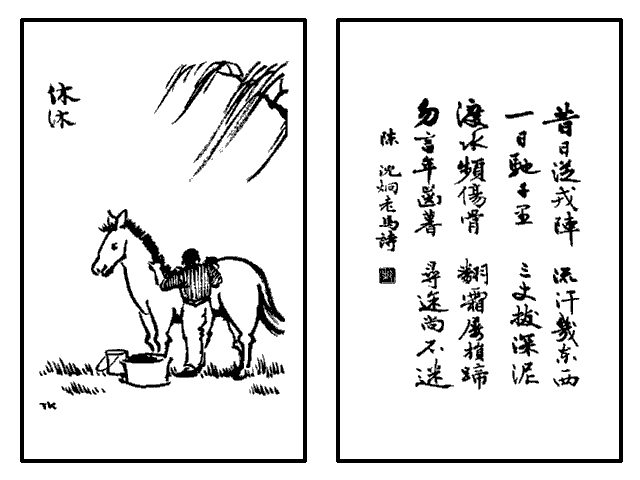 休沐
TK
昔日從戎陣 流汗幾東西
一日馳千里 三丈拔深泥
渡水頻傷骨 翻霜屡損蹄
勿言年齒暮 尋途尚不迷
陳 沈炯老馬詩